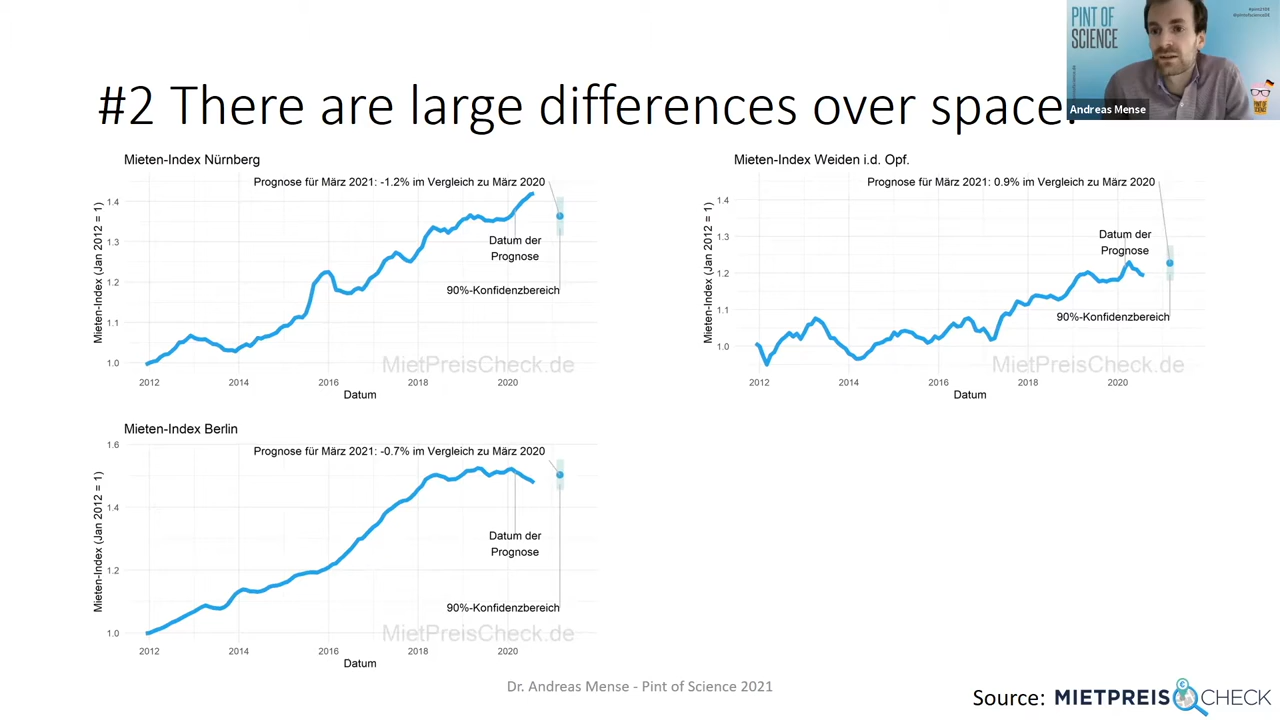 PINT OF
SCIENCE
Andreas Mense
#2 There are large differences over space.
Mieten-Index Nürnberg
Prognose für März 2021: -1.2% im Vergleich zu März 2020
Mieten-Index (Jan 2012 = 1)
1.4
1.3
1.2
1.1
1.0
Datum der
Prognose
90%-Konfidenzbereich
MietPreisCheck.de
2012 2014 2016 2018 2020
Datum
Mieten-Index Weiden i.d. Opf.
Prognose für März 2021: 0.9% im Vergleich zu März 2020
Mieten-Index (Jan 2012 = 1)
1.4
1.3
1.2
1.1
1.0
Datum der
Prognose
90%-Konfidenzbereich
MietPreisCheck.de
2012 2014 2016 2018 2020
Datum
Mieten-Index Berlin
Prognose für März 2021: -0.7% im Vergleich zu März 2020
Mieten-Index (Jan 2012 = 1)
1.6
1.4
1.2
1.0
Datum der
Prognose
90%-Konfidenzbereich
MietPreisCheck.de
2012 2014 2016 2018 2020
Datum
Dr. Andreas Mense - Pint of Science 2021
Source: MIETPREIS CHECK